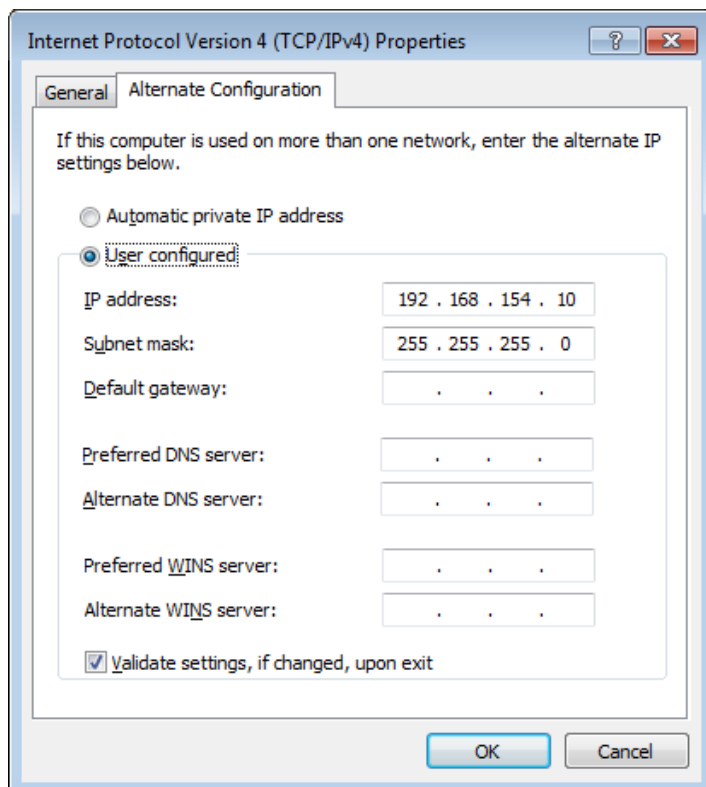 Internet Protocol Version 4 (TCP/IPv4) Properties
?
General
Alternate Configuration
If this computer is used on more than one network, enter the alternate IP
settings below.
Automatic private IP address
User configured
IP address: 192 . 168 . 154 . 10
Subnet mask: 255 . 255 . 255 . 0
Default gateway: . . .
Preferred DNS server: . . .
Alternate DNS server: . . .
Preferred WINS server: . . .
Alternate WINS server: . . .
Validate settings, if changed, upon exit
OK
Cancel